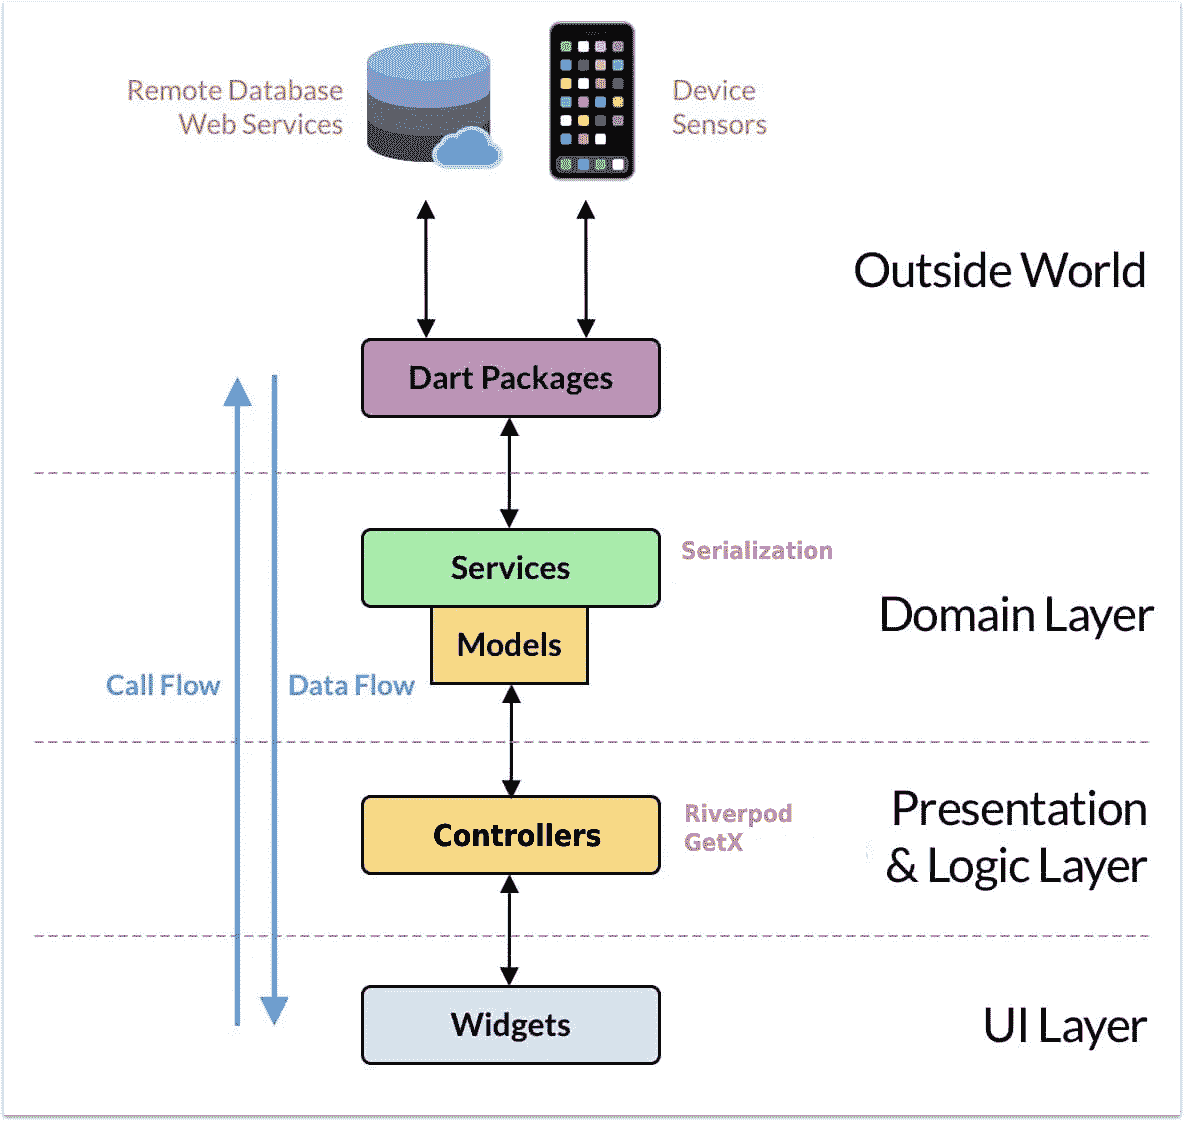 Remote Database
Web Services
Device
Sensors
Outside World
Dart Packages
Services
Serialization
Models
Domain Layer
Call Flow
Data Flow
Controllers
Riverpod
GetX
Presentation
& Logic Layer
Widgets
UI Layer